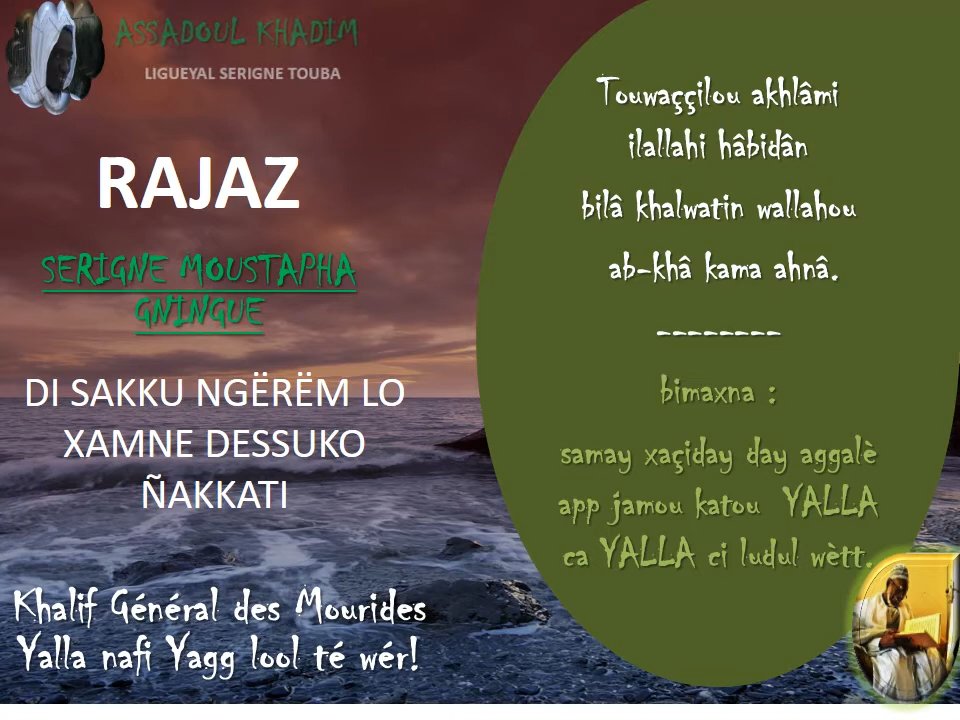 ASSADOUL KHADIM
LIGUEYAL SERIGNE TOUBA
RAJAZ
SERIGNE MOUSTAPHA
GNINGUE
DI SAKKU NGËRËM LO
XAMNE DESSUKO
ÑAKKATI
Khalif Général des Mourides
Yalla nafi Yagg lool té wér!
Touwaççilou akhlâmi
ilallahi hâbidân
bilâ khalwatin wallahou
ab-khâ kama ahnâ.
--------
bimaxna :
samay xaçiday day aggalè
app jamou katou YALLA
ca YALLA ci ludul wètt.